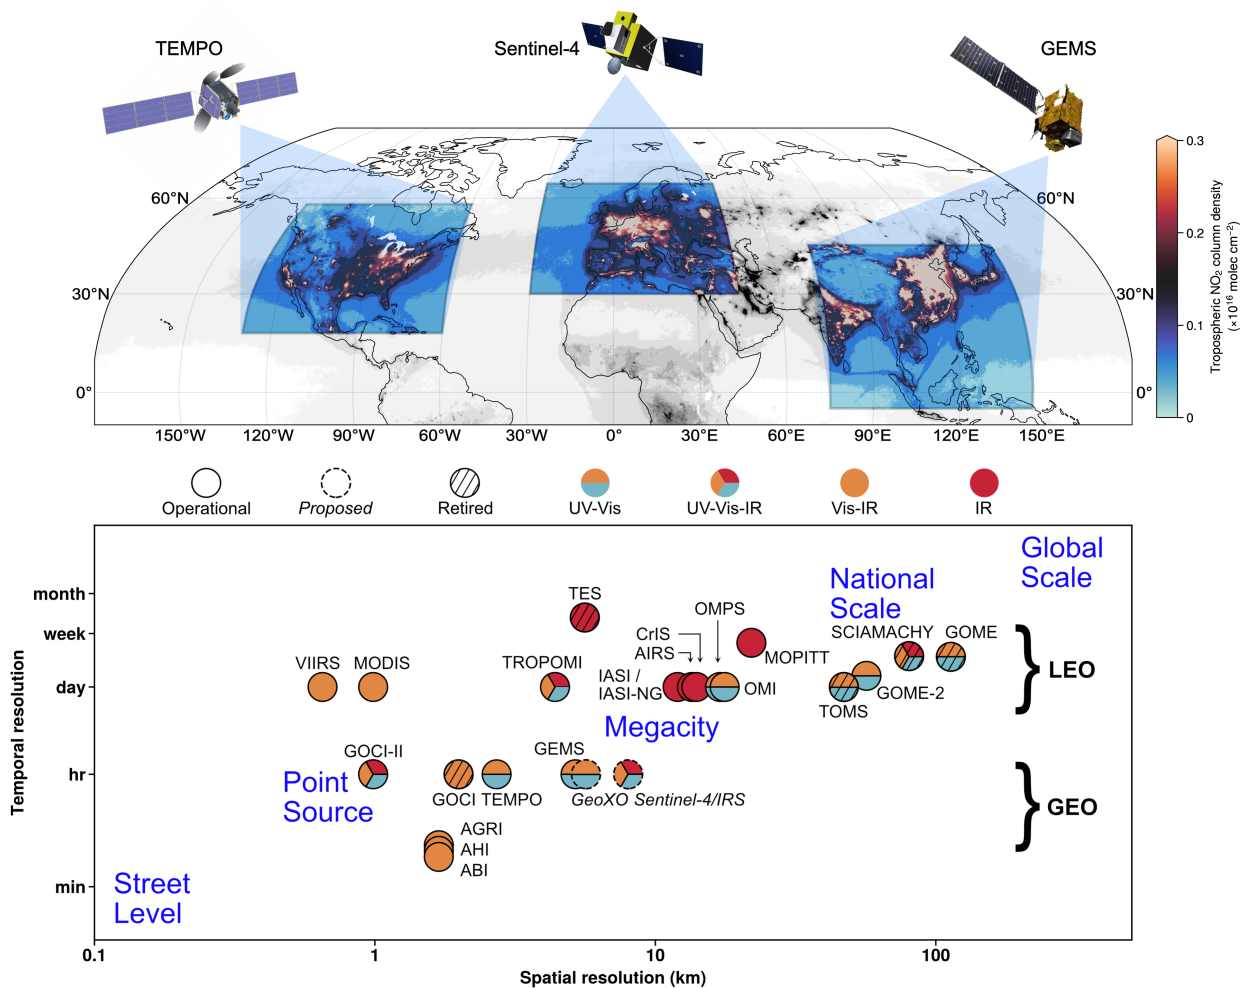 TEMPO
Sentinel-4
GEMS
60°N
60°N
30°N
30°N
0°
0°
150°W
120°W
90°W
60°W
30°W
0°
30°E
60°E
90°E
120°E
150°E
0.3
0.2
0.1
0
Tropospheric NO₂ column density
(×10¹⁶ molec cm⁻²)
Operational
Proposed
Retired
UV-Vis
UV-Vis-IR
Vis-IR
IR
Temporal resolution
month
week
day
hr
min
Global
Scale
National
Scale
TES
OMPS
CrIS
AIRS
MOPITT
SCIAMACHY
GOME
VIIRS
MODIS
TROPOMI
IASI /
IASI-NG
OMI
GOME-2
TOMS
LEO
Megacity
GOCI-II
GEMS
Point
Source
GOCI
TEMPO
GeoXO
Sentinel-4/IRS
GEO
AGRI
AHI
ABI
Street
Level
0.1
1
10
100
Spatial resolution (km)